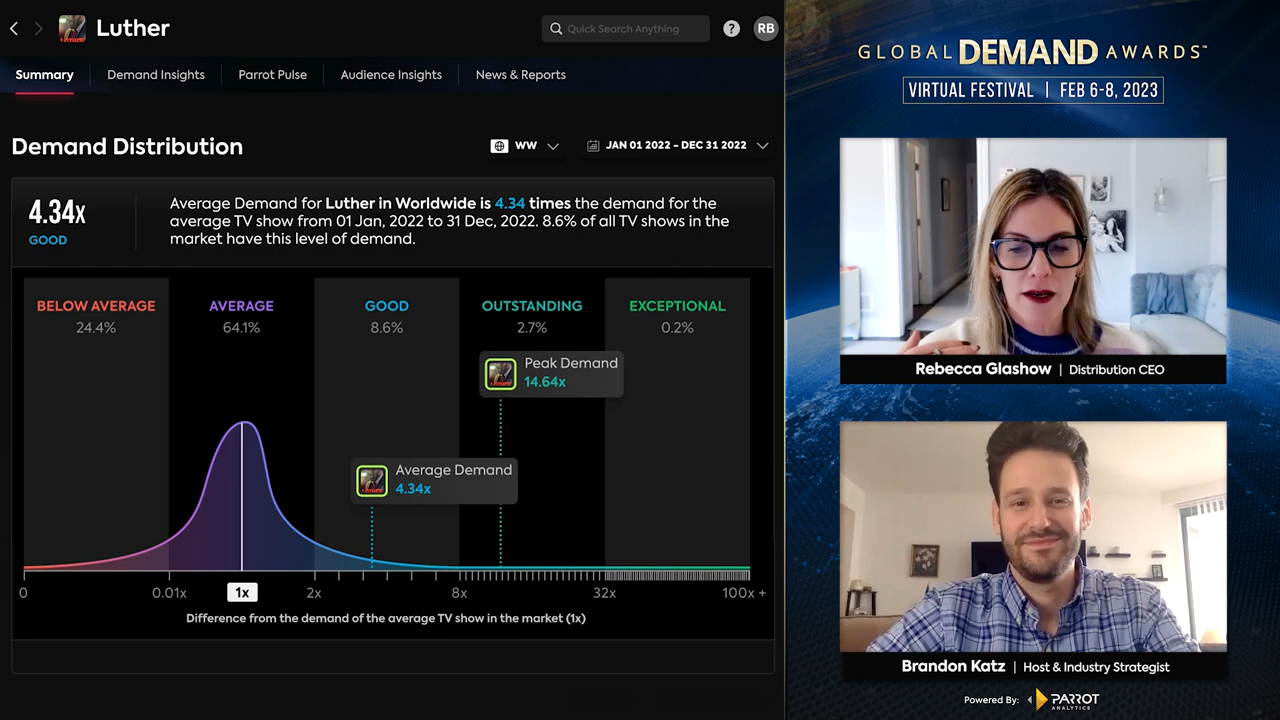 Luther
Quick Search Anything
?
RB
Summary
Demand Insights
Parrot Pulse
Audience Insights
News & Reports
Demand Distribution
WW
JAN 01 2022 – DEC 31 2022
4.34x
GOOD
Average Demand for Luther in Worldwide is 4.34 times the demand for the
average TV show from 01 Jan, 2022 to 31 Dec, 2022. 8.6% of all TV shows in the
market have this level of demand.
BELOW AVERAGE
24.4%
AVERAGE
64.1%
GOOD
8.6%
OUTSTANDING
2.7%
EXCEPTIONAL
0.2%
Peak Demand
14.64x
Average Demand
4.34x
0
0.01x
1x
2x
8x
32x
100x +
Difference from the demand of the average TV show in the market (1x)
GLOBAL DEMAND AWARDS™
VIRTUAL FESTIVAL | FEB 6-8, 2023
Rebecca Glashow | Distribution CEO
Brandon Katz | Host & Industry Strategist
Powered By: PARROT
ANALYTICS